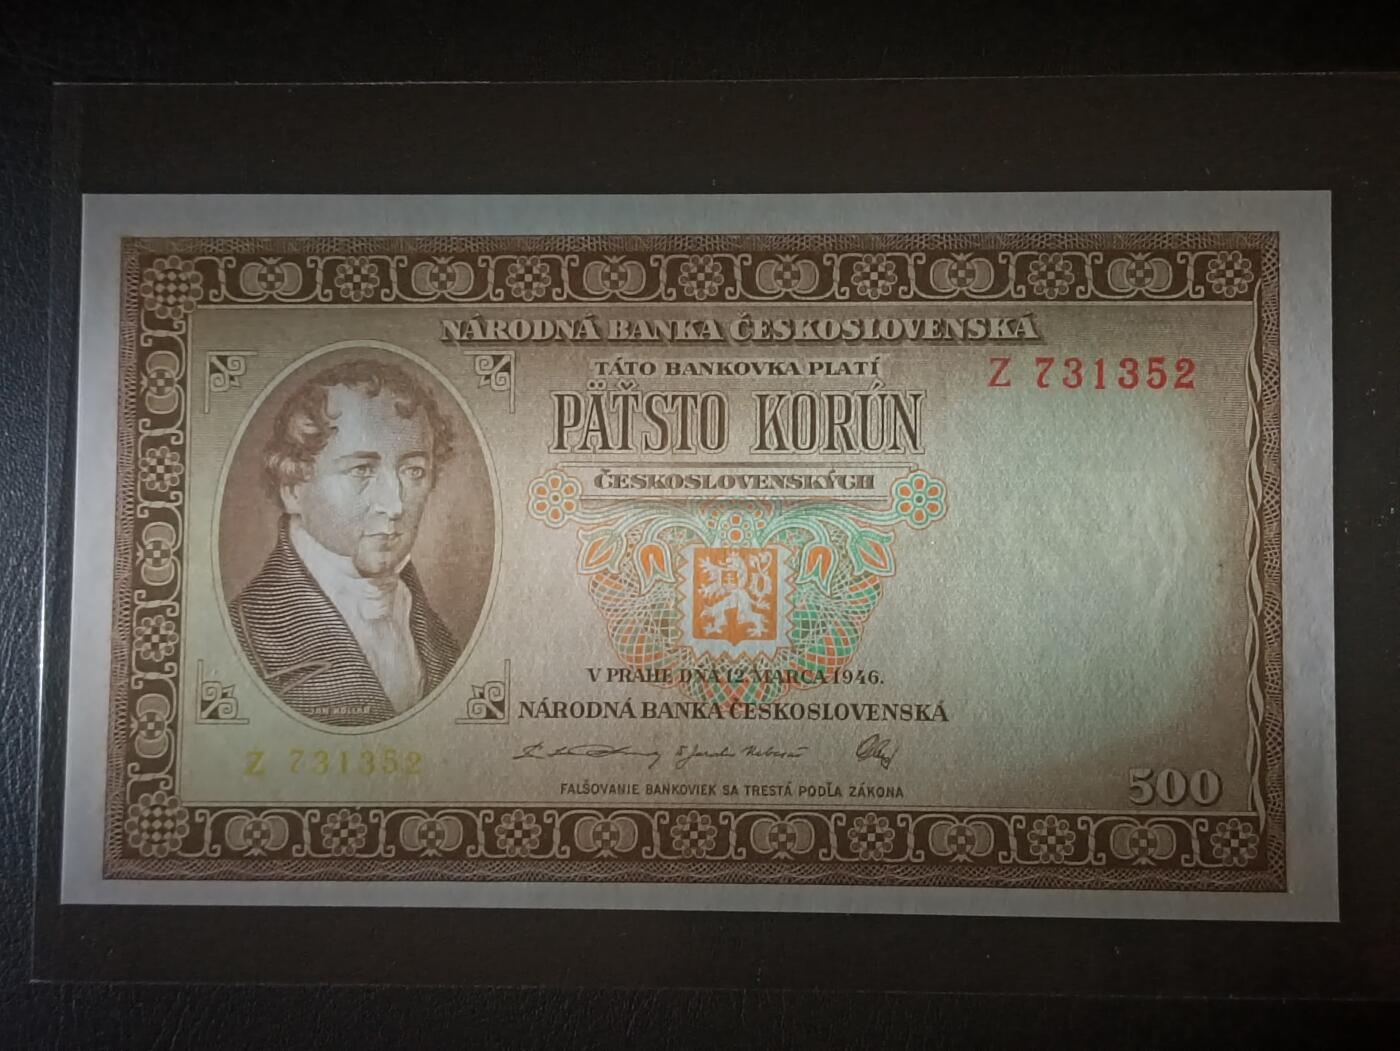 NÁRODNÁ BANKA ČESKOSLOVENSKÁ
TÁTO BANKOVKA PLATÍ
Z 731352
PÄŤSTO KORÚN
ČESKOSLOVENSKÝCH
V PRAHE DŇA 12. MARCA 1946.
JÁN KOLLÁR
NÁRODNÁ BANKA ČESKOSLOVENSKÁ
Z 731352
500
FALŠOVANIE BANKOVIEK SA TRESTÁ PODĽA ZÁKONA